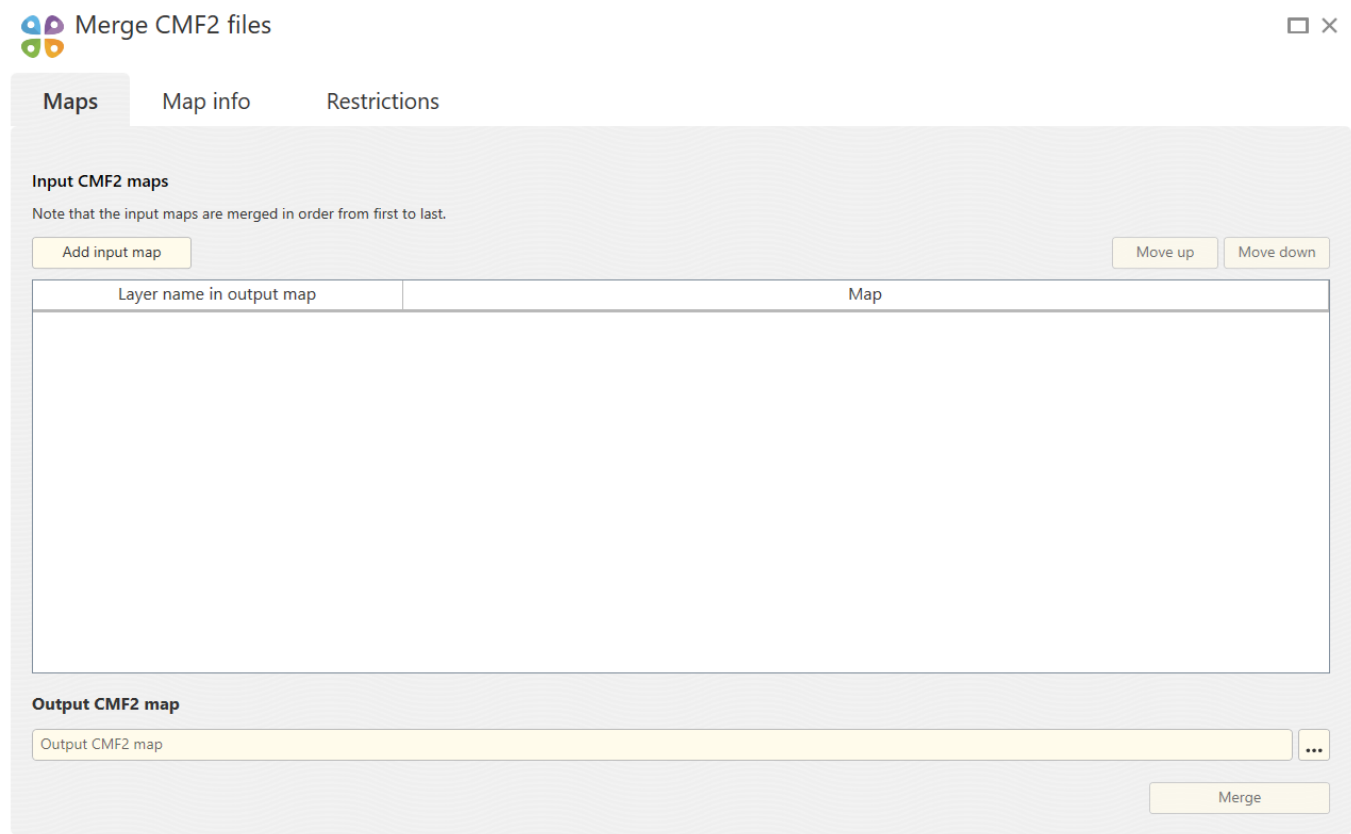 Merge CMF2 files
Maps
Map info
Restrictions
Input CMF2 maps
Note that the input maps are merged in order from first to last.
Add input map
Move up
Move down
Layer name in output map
Map
Output CMF2 map
Output CMF2 map
...
Merge